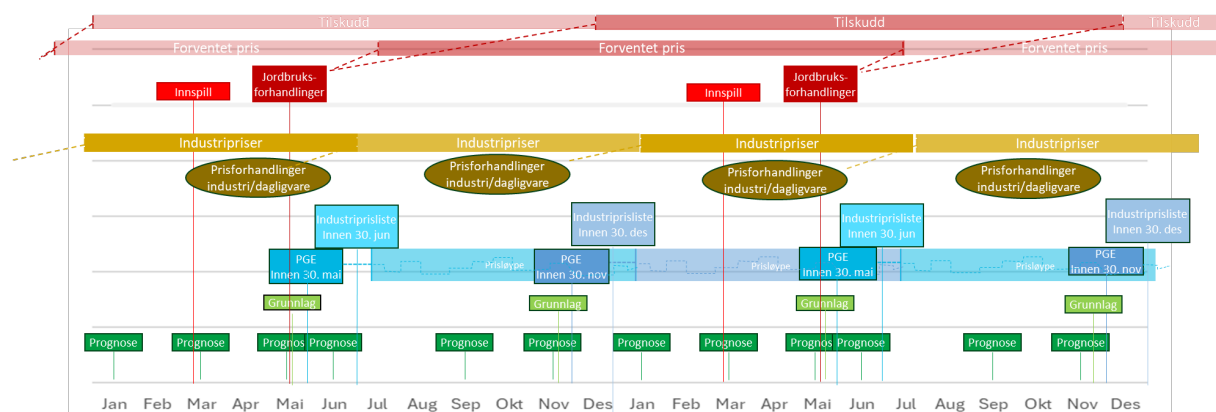 Tilskudd
Tilskudd
Tilskudd
Forventet pris
Forventet pris
Forventet pris
Innspill
Jordbruks-
forhandlinger
Innspill
Jordbruks-
forhandlinger
Industripriser
Industripriser
Industripriser
Industripriser
Prisforhandlinger
industri/dagligvare
Prisforhandlinger
industri/dagligvare
Prisforhandlinger
industri/dagligvare
Prisforhandlinger
industri/dagligvare
Industriprisliste
Innen 30. jun
Industriprisliste
Innen 30. des
Industriprisliste
Innen 30. jun
Industriprisliste
Innen 30. des
PGE
Innen 30. mai
Prisløype
PGE
Innen 30. nov
Prisløype
PGE
Innen 30. mai
Prisløype
PGE
Innen 30. nov
Grunnlag
Grunnlag
Grunnlag
Grunnlag
Prognose
Prognose
Prognose
Prognose
Prognose
Prognose
Prognose
Prognose
Prognose
Prognose
Prognose
Prognose
Jan Feb Mar Apr Mai Jun Jul Aug Sep Okt Nov Des Jan Feb Mar Apr Mai Jun Jul Aug Sep Okt Nov Des